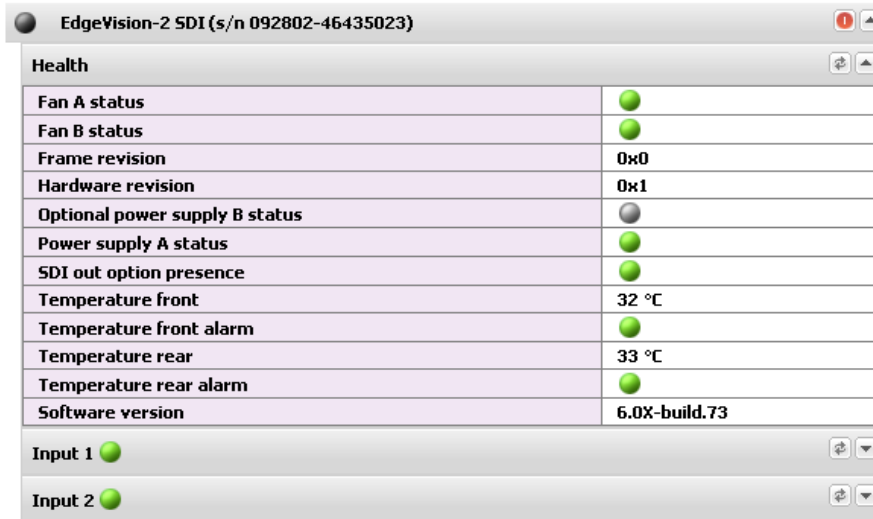 EdgeVision-2 SDI (s/n 092802-46435023)
Health
Fan A status
Fan B status
Frame revision 0x0
Hardware revision 0x1
Optional power supply B status
Power supply A status
SDI out option presence
Temperature front 32 °C
Temperature front alarm
Temperature rear 33 °C
Temperature rear alarm
Software version 6.0X-build.73
Input 1
Input 2